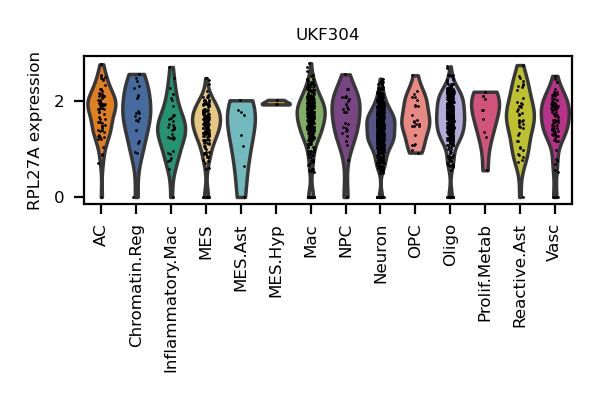 UKF304
RPL27A expression
2
0
AC
Chromatin.Reg
Inflammatory.Mac
MES
MES.Ast
MES.Hyp
Mac
NPC
Neuron
OPC
Oligo
Prolif.Metab
Reactive.Ast
Vasc